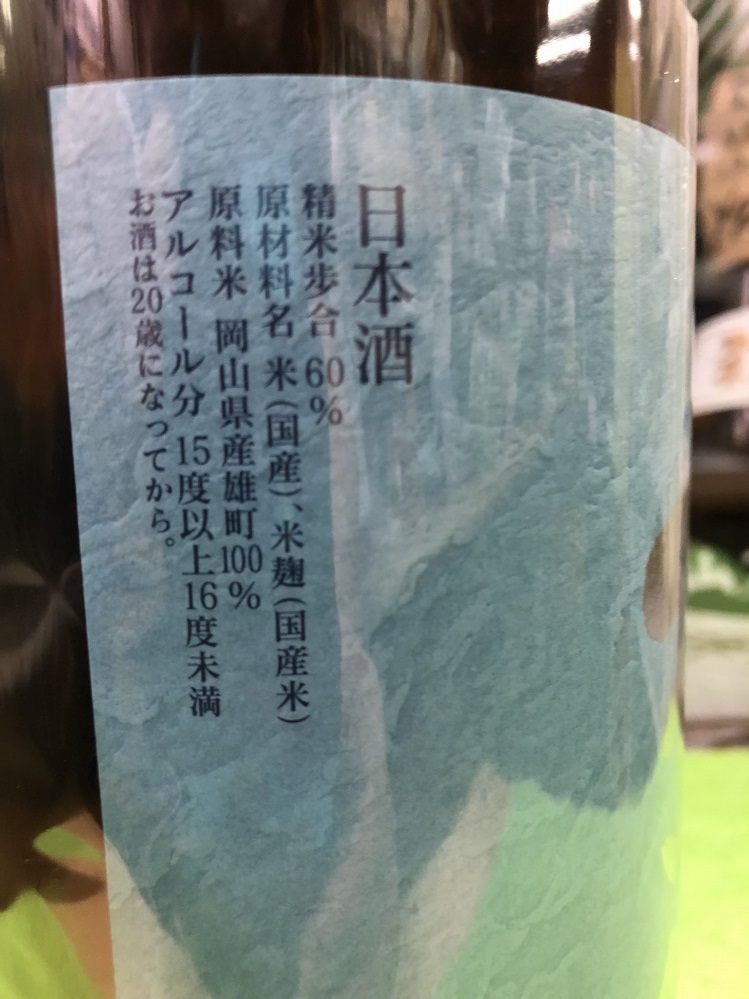 日本酒
精米歩合 60%
原材料名 米(国産)、米麹(国産米)
原料米 岡山県産雄町100%
アルコール分 15度以上16度未満
お酒は20歳になってから。